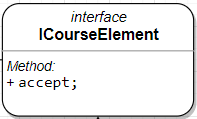 interface
ICourseElement
Method:
+ accept;